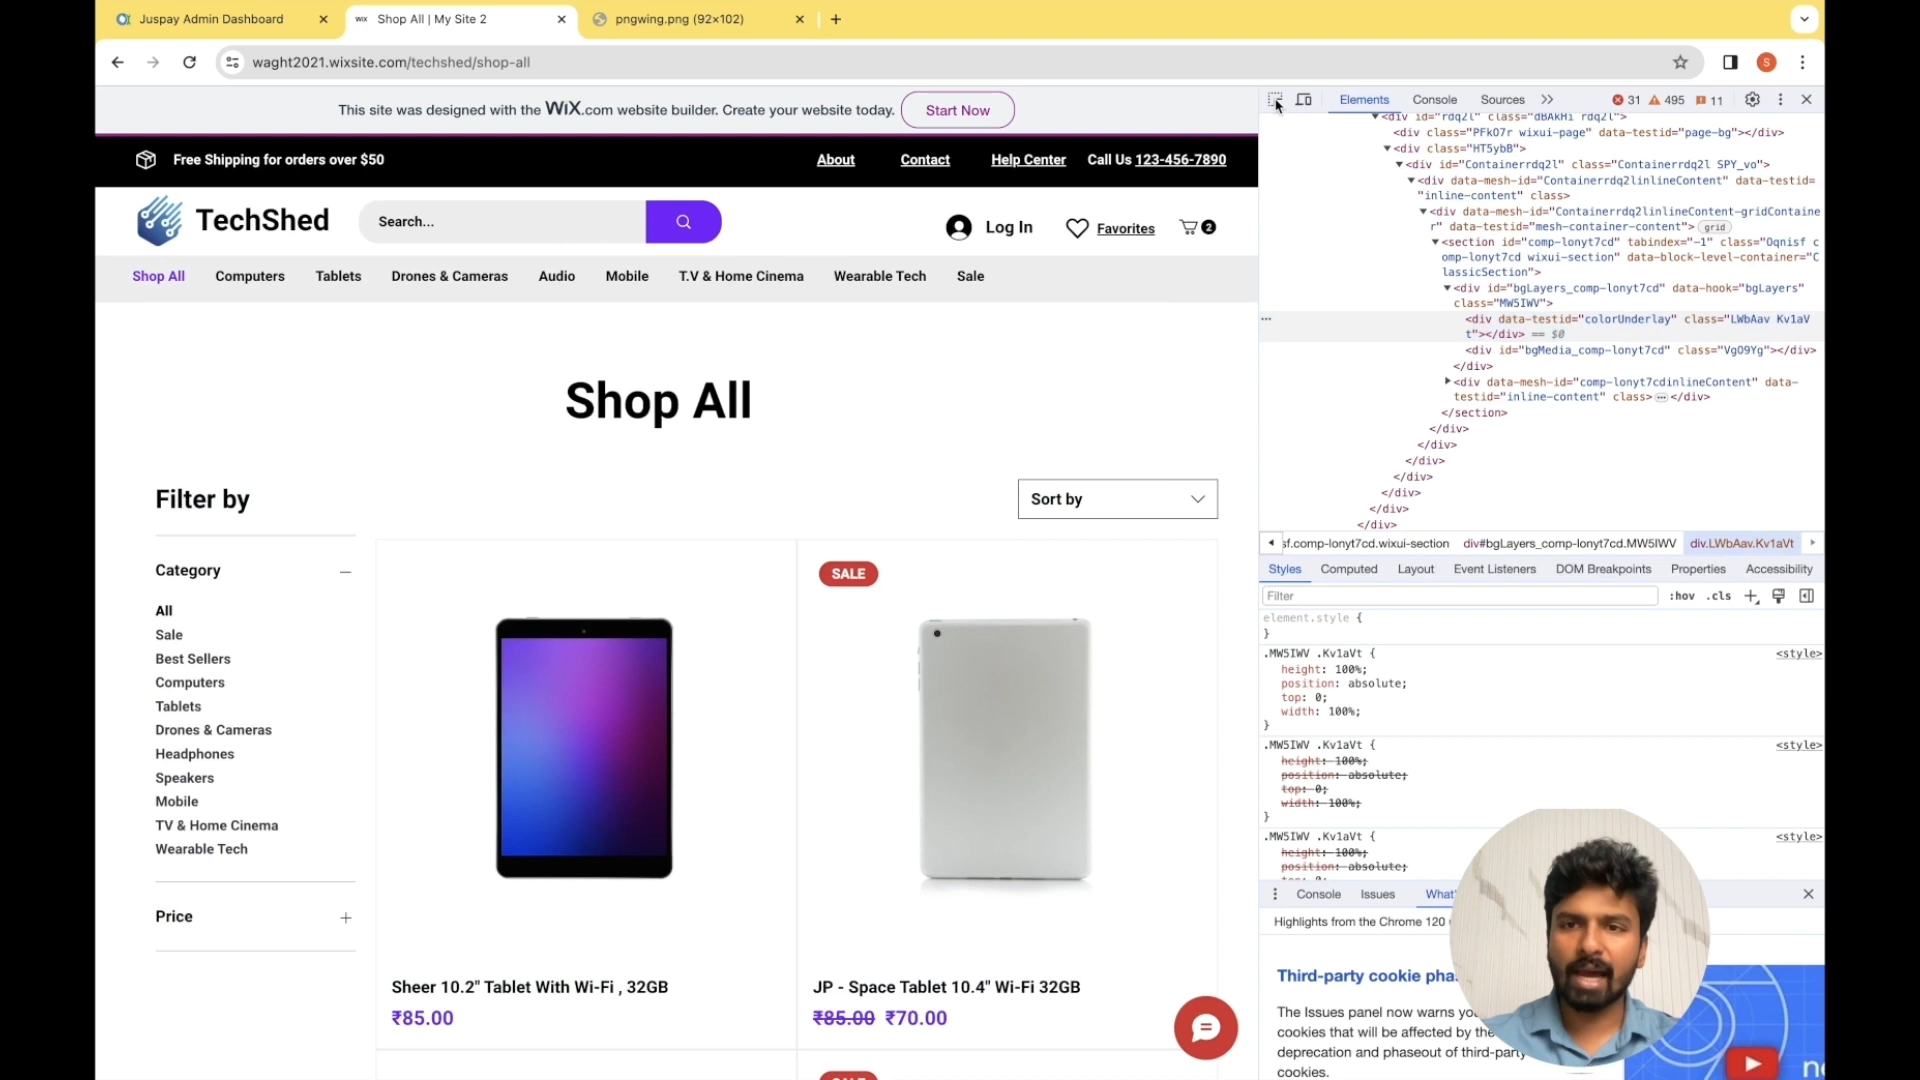 Juspay Admin Dashboard
WiX Shop All | My Site 2
pngwing.png (92×102)
waght2021.wixsite.com/techshed/shop-all
S
This site was designed with the WiX.com website builder. Create your website today. Start Now
Free Shipping for orders over $50
About Contact Help Center Call Us 123-456-7890
TechShed
Search...
Log In
Favorites
2
Shop All Computers Tablets Drones & Cameras Audio Mobile T.V & Home Cinema Wearable Tech Sale
Shop All
Filter by
Sort by
Category
All
Sale
Best Sellers
Computers
Tablets
Drones & Cameras
Headphones
Speakers
Mobile
TV & Home Cinema
Wearable Tech
Price
Sheer 10.2" Tablet With Wi-Fi , 32GB
₹85.00
SALE
JP - Space Tablet 10.4" Wi-Fi 32GB
₹85.00 ₹70.00
Elements Console Sources 31 495 11
<div id="rdq2l" class="dBAkHi rdq2l">
<div class="PFkO7r wixui-page" data-testid="page-bg"></div>
<div class="HT5ybB">
<div id="Containerrdq2l" class="Containerrdq2l SPY_vo">
<div data-mesh-id="Containerrdq2linlineContent" data-testid=
"inline-content" class>
<div data-mesh-id="Containerrdq2linlineContent-gridContaine
r" data-testid="mesh-container-content"> grid
<section id="comp-lonyt7cd" tabindex="-1" class="Oqnisf c
omp-lonyt7cd wixui-section" data-block-level-container="C
lassicSection">
<div id="bgLayers_comp-lonyt7cd" data-hook="bgLayers"
class="MW5IWV">
<div data-testid="colorUnderlay" class="LWbAav Kv1aV
t"></div> == $0
<div id="bgMedia_comp-lonyt7cd" class="VgO9Yg"></div>
</div>
<div data-mesh-id="comp-lonyt7cdinlineContent" data-
testid="inline-content" class>…</div>
</section>
</div>
</div>
</div>
</div>
</div>
</div>
</div>
sf.comp-lonyt7cd.wixui-section div#bgLayers_comp-lonyt7cd.MW5IWV div.LWbAav.Kv1aVt
Styles Computed Layout Event Listeners DOM Breakpoints Properties Accessibility
Filter :hov .cls
element.style {
}
.MW5IWV .Kv1aVt { <style>
height: 100%;
position: absolute;
top: 0;
width: 100%;
}
.MW5IWV .Kv1aVt { <style>
height: 100%;
position: absolute;
top: 0;
width: 100%;
}
.MW5IWV .Kv1aVt { <style>
height: 100%;
position: absolute;
Console Issues What'
Highlights from the Chrome 120
Third-party cookie pha
The Issues panel now warns
cookies that will be affected by the
deprecation and phaseout of third-party
cookies.